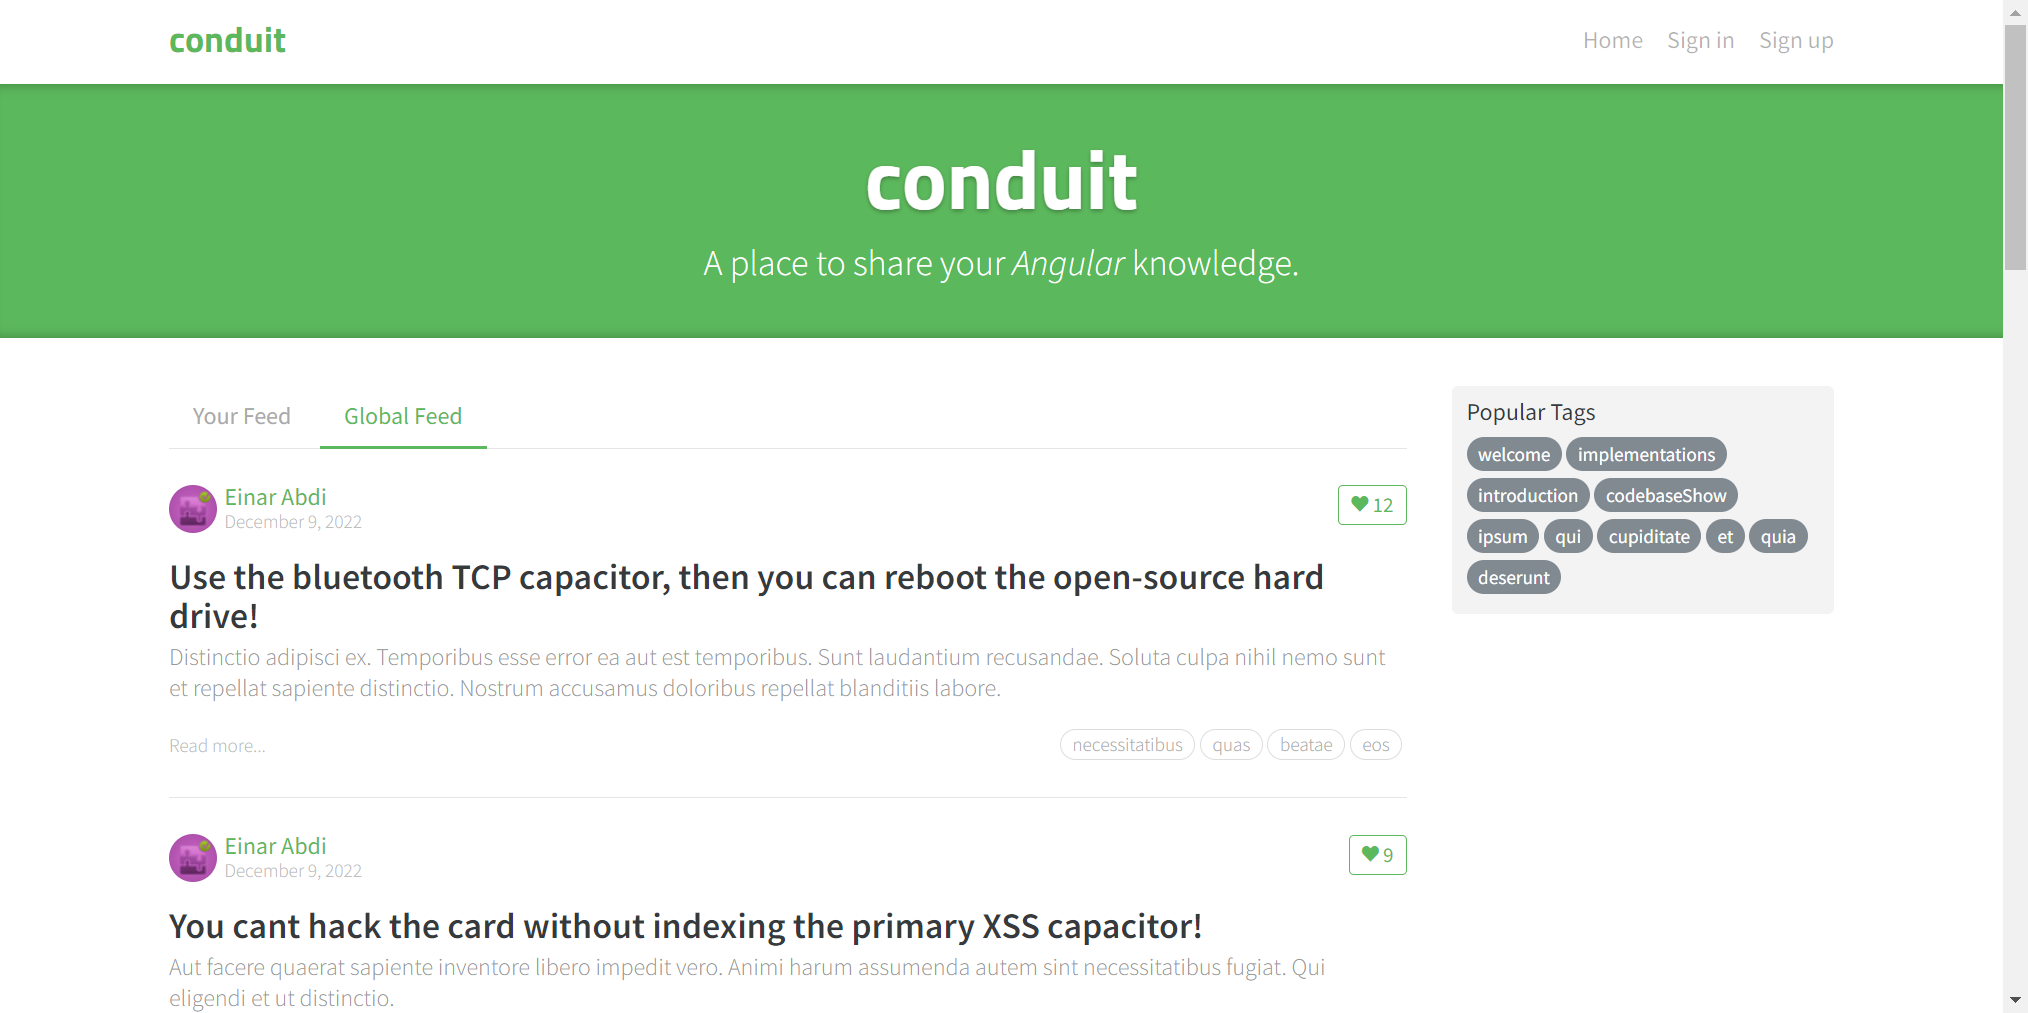 conduit
Home Sign in Sign up
conduit
A place to share your Angular knowledge.
Your Feed Global Feed
Einar Abdi
December 9, 2022
12
Use the bluetooth TCP capacitor, then you can reboot the open-source hard
drive!
Distinctio adipisci ex. Temporibus esse error ea aut est temporibus. Sunt laudantium recusandae. Soluta culpa nihil nemo sunt
et repellat sapiente distinctio. Nostrum accusamus doloribus repellat blanditiis labore.
Read more...
necessitatibus quas beatae eos
Einar Abdi
December 9, 2022
9
You cant hack the card without indexing the primary XSS capacitor!
Aut facere quaerat sapiente inventore libero impedit vero. Animi harum assumenda autem sint necessitatibus fugiat. Qui
eligendi et ut distinctio.
Popular Tags
welcome implementations
introduction codebaseShow
ipsum qui cupiditate et quia
deserunt